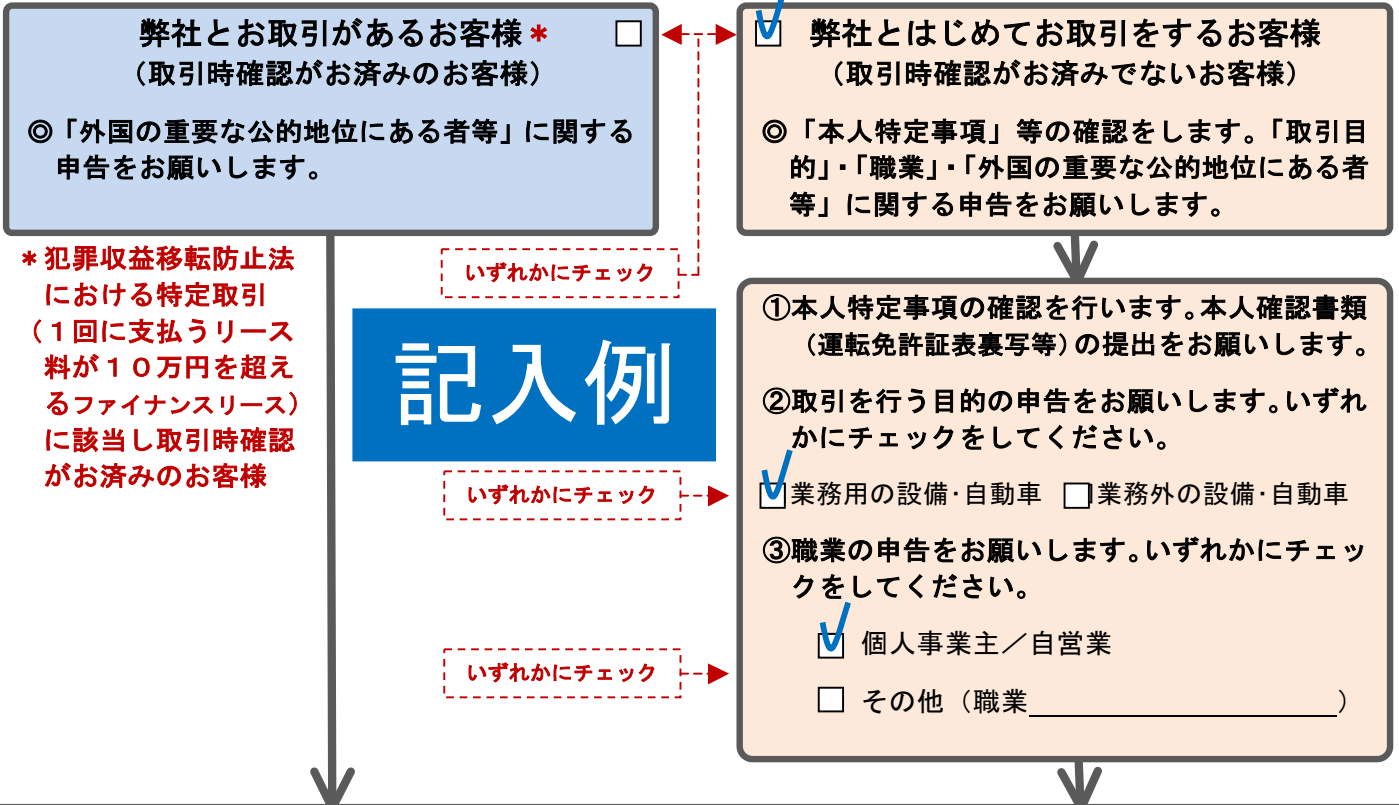 弊社とお取引があるお客様*
（取引時確認がお済みのお客様）
◎「外国の重要な公的地位にある者等」に関する
申告をお願いします。
弊社とはじめてお取引をするお客様
（取引時確認がお済みでないお客様）
◎「本人特定事項」等の確認をします。「取引目
的」・「職業」・「外国の重要な公的地位にある者
等」に関する申告をお願いします。
*犯罪収益移転防止法
における特定取引
（１回に支払うリース
料が１０万円を超え
るファイナンスリース）
に該当し取引時確認
がお済みのお客様
いずれかにチェック
記入例
①本人特定事項の確認を行います。本人確認書類
（運転免許証表裏写等）の提出をお願いします。
②取引を行う目的の申告をお願いします。いずれ
かにチェックをしてください。
いずれかにチェック
業務用の設備・自動車 業務外の設備・自動車
③職業の申告をお願いします。いずれかにチェッ
クをしてください。
いずれかにチェック
個人事業主／自営業
その他（職業　　　　　　　　　　　）